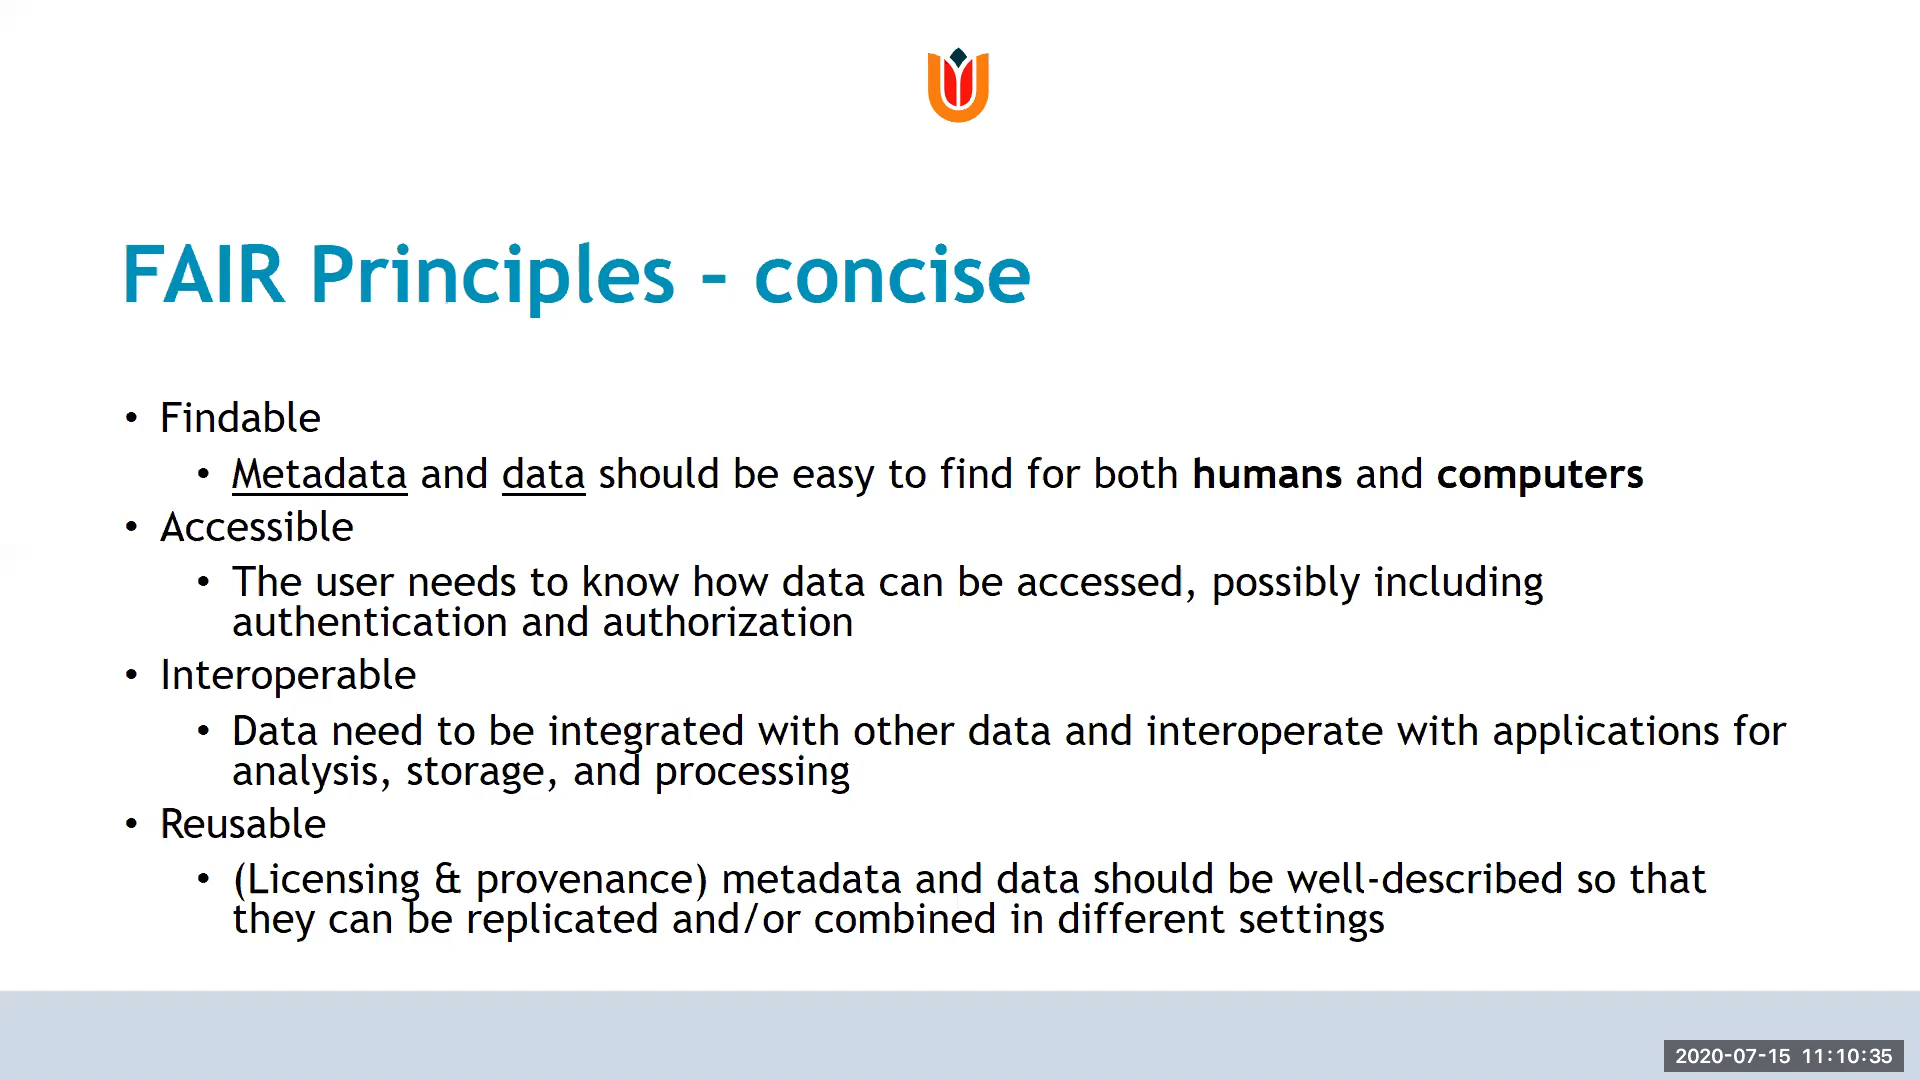 FAIR Principles - concise
• Findable
• Metadata and data should be easy to find for both humans and computers
• Accessible
• The user needs to know how data can be accessed, possibly including
authentication and authorization
• Interoperable
• Data need to be integrated with other data and interoperate with applications for
analysis, storage, and processing
• Reusable
• (Licensing & provenance) metadata and data should be well-described so that
they can be replicated and/or combined in different settings
2020-07-15 11:10:35